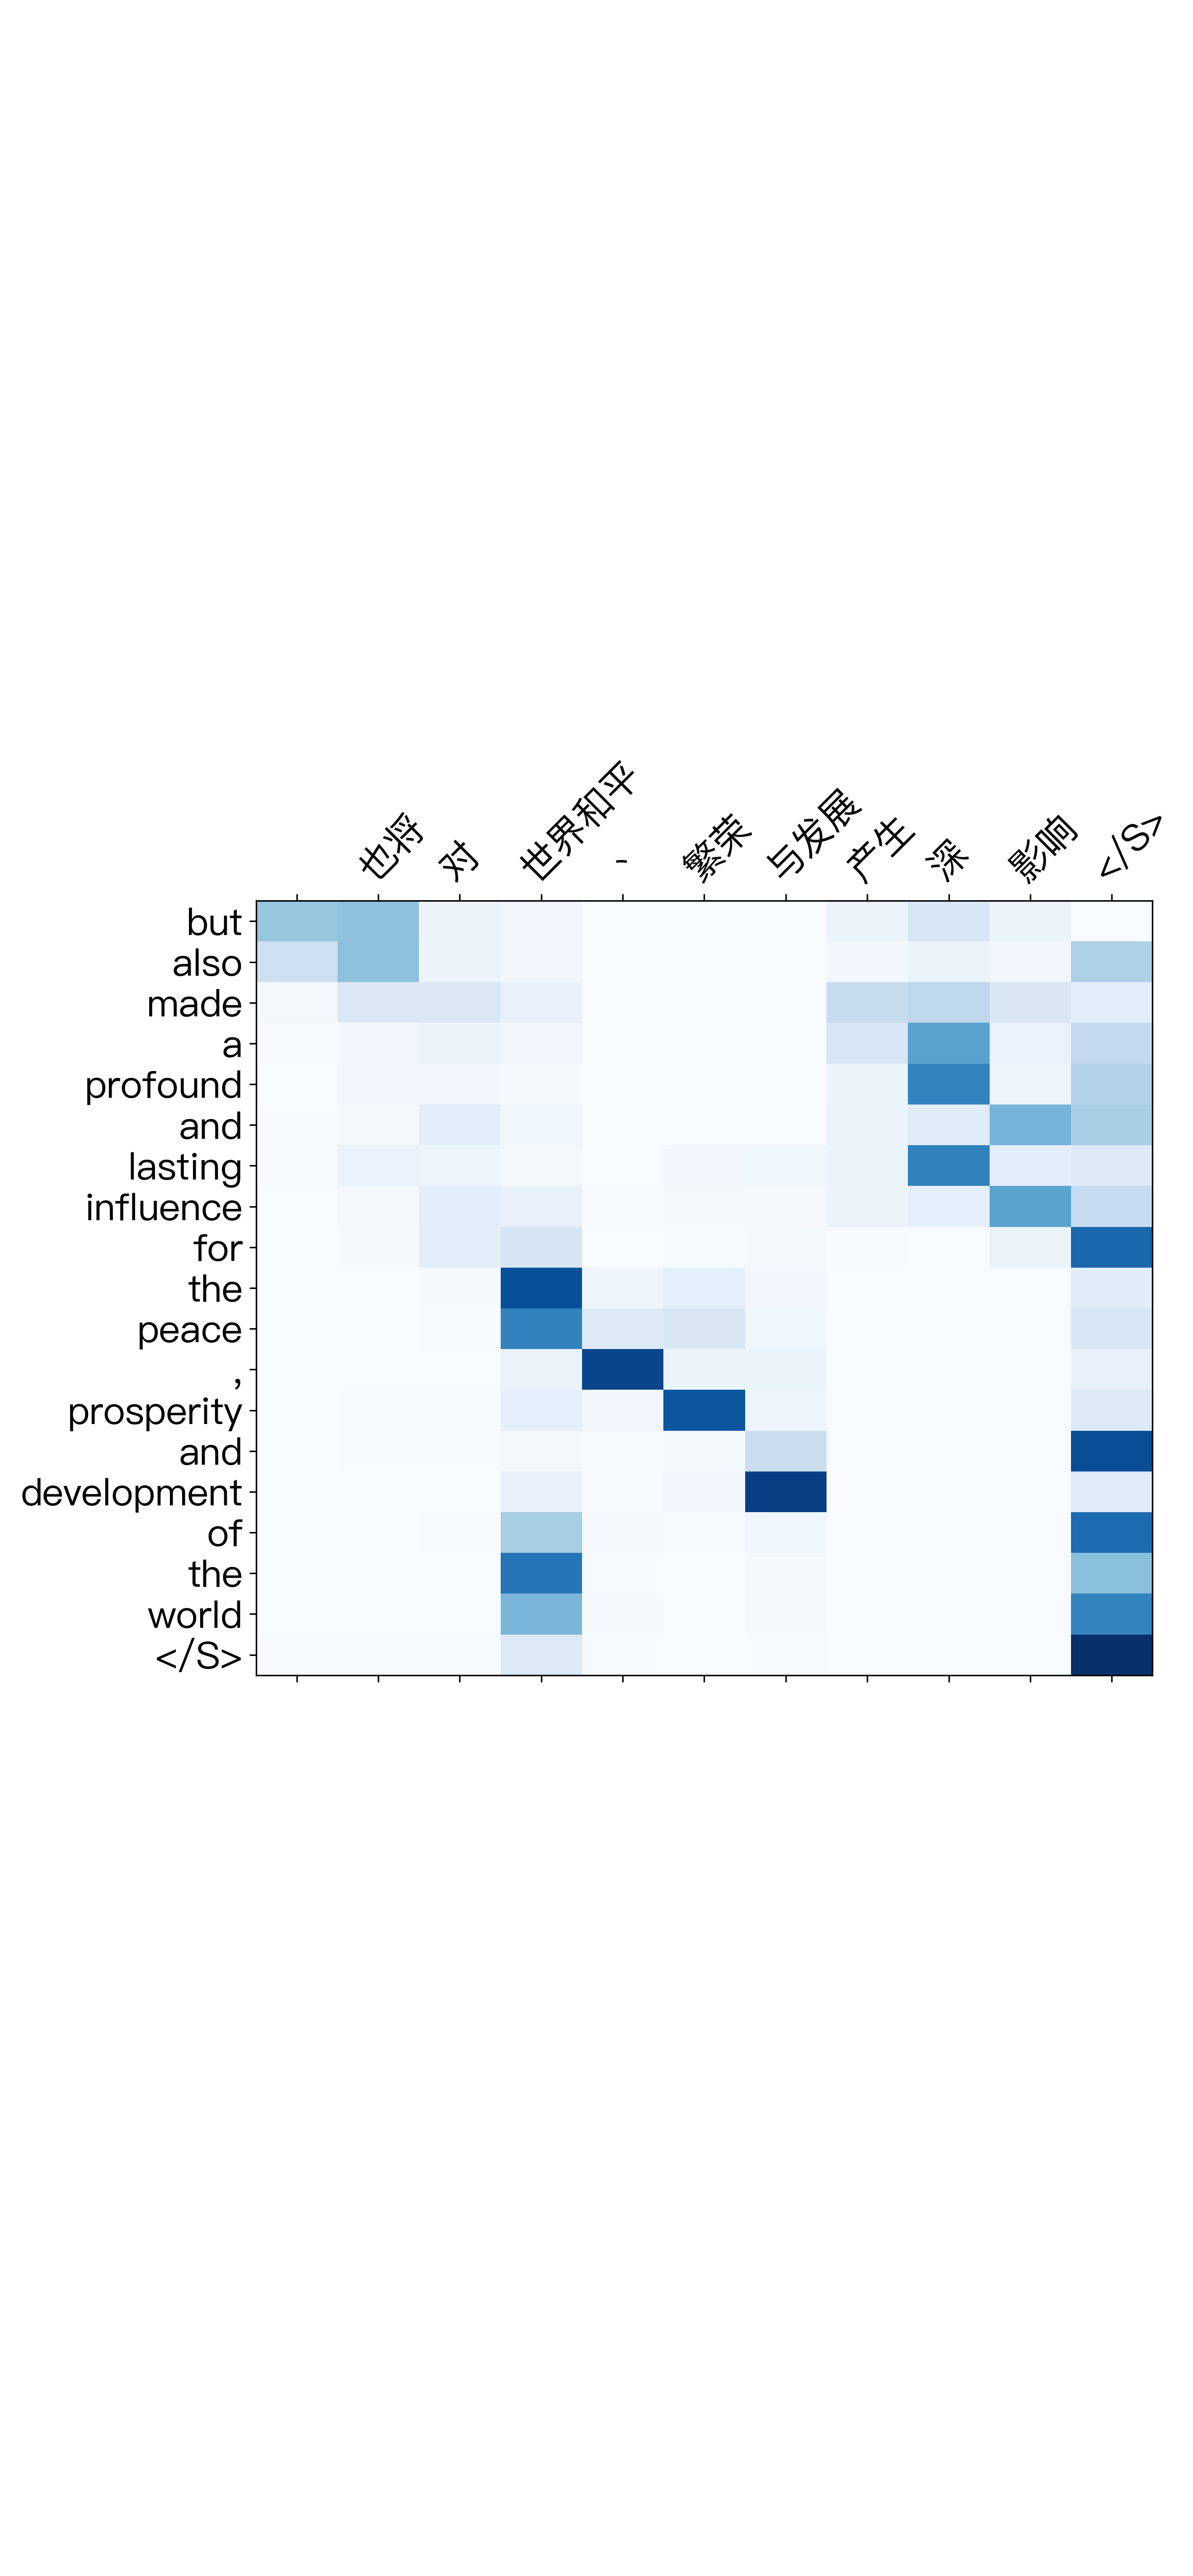 也将 对 世界和平 - 繁荣 与发展 产生 深 影响 </S>
but
also
made
a
profound
and
lasting
influence
for
the
peace
,
prosperity
and
development
of
the
world
</S>